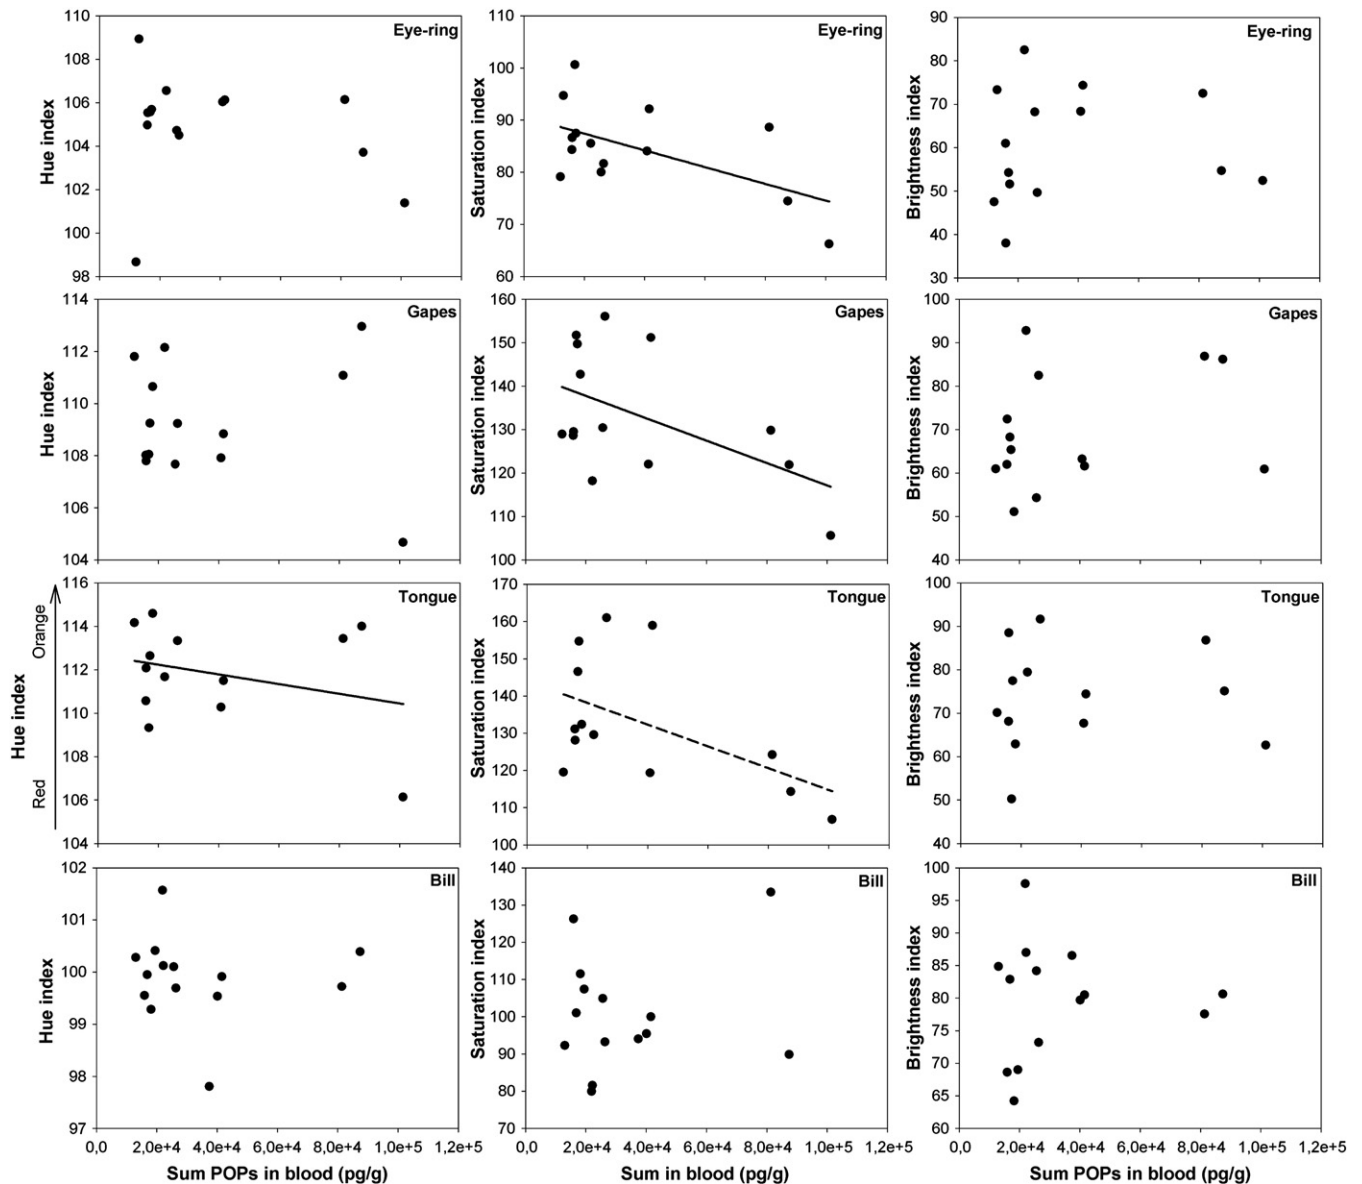 110
108
106
104
102
100
98
Hue index
Eye-ring
110
100
90
80
70
60
Saturation index
Eye-ring
90
80
70
60
50
40
30
Brightness index
Eye-ring
114
112
110
108
106
104
Hue index
Gapes
160
150
140
130
120
110
100
Saturation index
Gapes
100
90
80
70
60
50
40
Brightness index
Gapes
116
114
112
110
108
106
104
Hue index
Red
Orange
Tongue
170
160
150
140
130
120
110
100
Saturation index
Tongue
100
90
80
70
60
50
40
Brightness index
Tongue
102
101
100
99
98
97
Hue index
Bill
140
130
120
110
100
90
80
70
Saturation index
Bill
100
95
90
85
80
75
70
65
60
Brightness index
Bill
0,0 2,0e+4 4,0e+4 6,0e+4 8,0e+4 1,0e+5 1,2e+5
0,0 2,0e+4 4,0e+4 6,0e+4 8,0e+4 1,0e+5 1,2e+5
0,0 2,0e+4 4,0e+4 6,0e+4 8,0e+4 1,0e+5 1,2e+5
Sum POPs in blood (pg/g)
Sum in blood (pg/g)
Sum POPs in blood (pg/g)